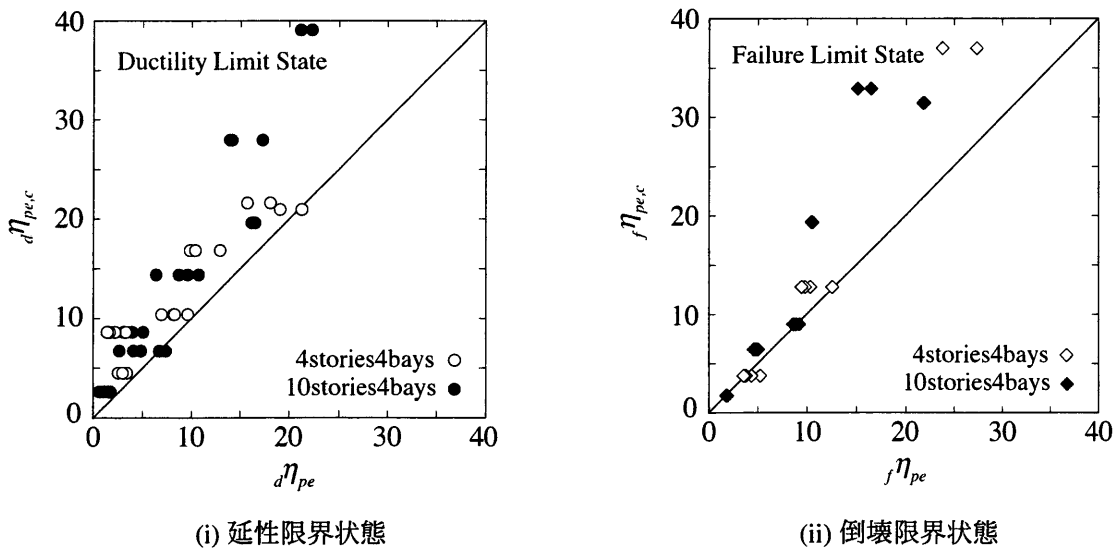 40
30
20
10
0
dηpe,c
Ductility Limit State
4stories4bays
10stories4bays
0 10 20 30 40
dηpe
(i) 延性限界状態
40
30
20
10
0
fηpe,c
Failure Limit State
4stories4bays
10stories4bays
0 10 20 30 40
fηpe
(ii) 倒壊限界状態